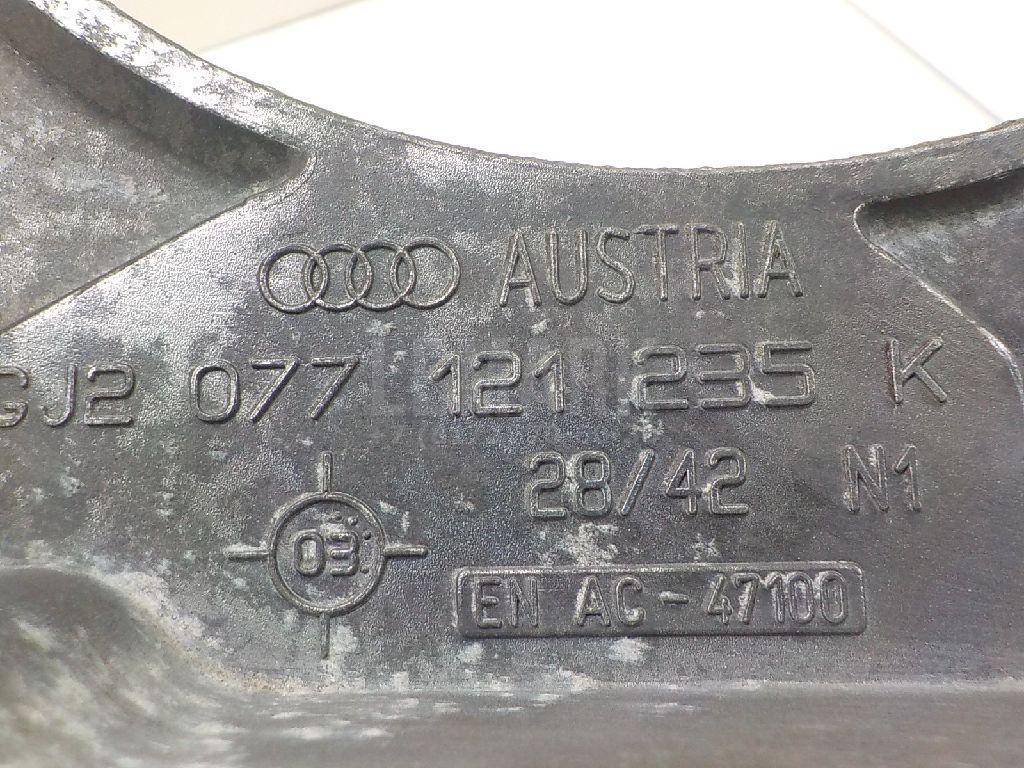 AUSTRIA
GJ2 077 121 235 K
28/42 N1
03
EN AC-47100